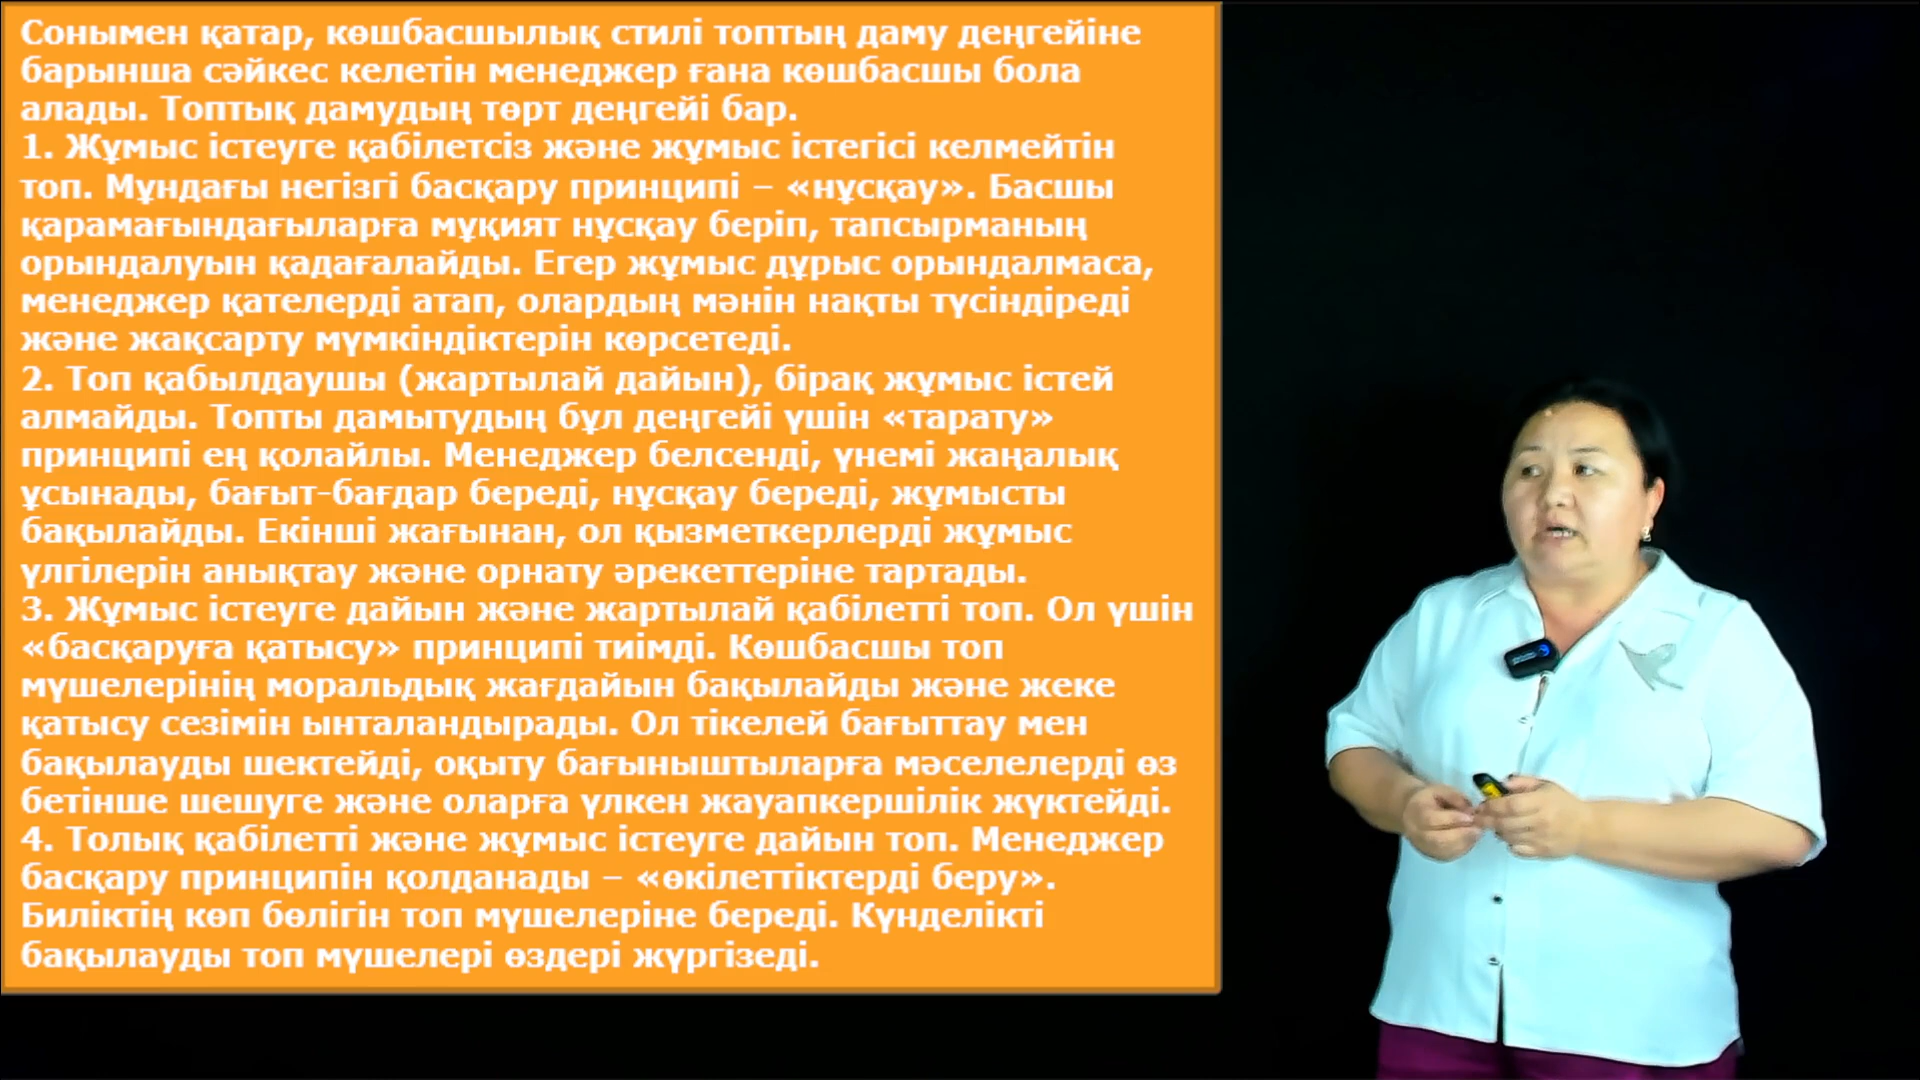 Сонымен қатар, көшбасшылық стилі топтың даму деңгейіне
барынша сәйкес келетін менеджер ғана көшбасшы бола
алады. Топтық дамудың төрт деңгейі бар.
1. Жұмыс істеуге қабілетсіз және жұмыс істегісі келмейтін
топ. Мұндағы негізгі басқару принципі – «нұсқау». Басшы
қарамағындағыларға мұқият нұсқау беріп, тапсырманың
орындалуын қадағалайды. Егер жұмыс дұрыс орындалмаса,
менеджер қателерді атап, олардың мәнін нақты түсіндіреді
және жақсарту мүмкіндіктерін көрсетеді.
2. Топ қабылдаушы (жартылай дайын), бірақ жұмыс істей
алмайды. Топты дамытудың бұл деңгейі үшін «тарату»
принципі ең қолайлы. Менеджер белсенді, үнемі жаңалық
ұсынады, бағыт-бағдар береді, нұсқау береді, жұмысты
бақылайды. Екінші жағынан, ол қызметкерлерді жұмыс
үлгілерін анықтау және орнату әрекеттеріне тартады.
3. Жұмыс істеуге дайын және жартылай қабілетті топ. Ол үшін
«басқаруға қатысу» принципі тиімді. Көшбасшы топ
мүшелерінің моральдық жағдайын бақылайды және жеке
қатысу сезімін ынталандырады. Ол тікелей бағыттау мен
бақылауды шектейді, оқыту бағыныштыларға мәселелерді өз
бетінше шешуге және оларға үлкен жауапкершілік жүктейді.
4. Толық қабілетті және жұмыс істеуге дайын топ. Менеджер
басқару принципін қолданады – «өкілеттіктерді беру».
Биліктің көп бөлігін топ мүшелеріне береді. Күнделікті
бақылауды топ мүшелері өздері жүргізеді.